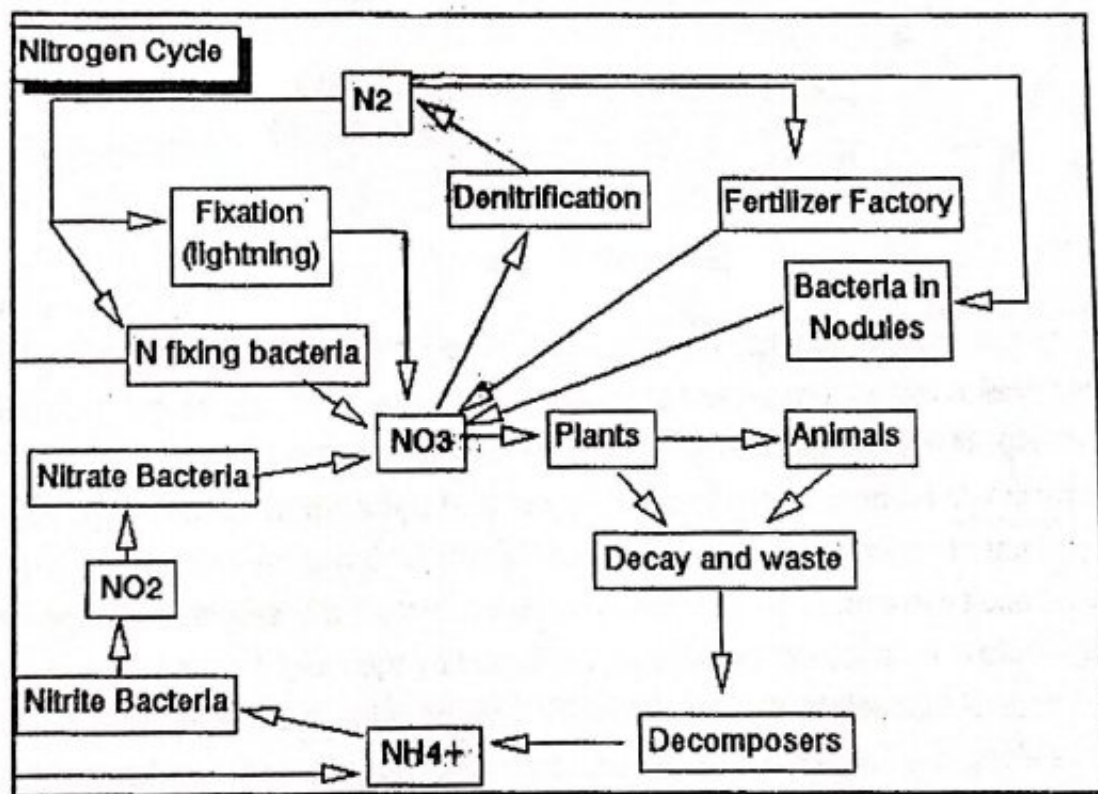 Nitrogen Cycle
N2
Fixation
(lightning)
Denitrification
Fertilizer Factory
Bacteria in
Nodules
N fixing bacteria
NO3
Plants
Animals
Nitrate Bacteria
Decay and waste
NO2
Nitrite Bacteria
NH4+
Decomposers